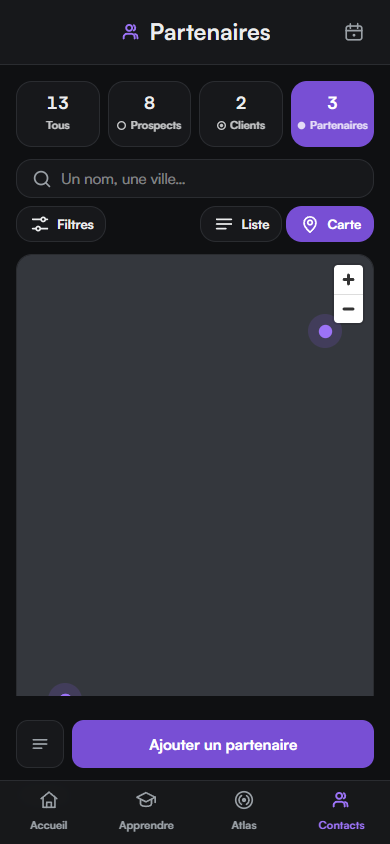 Partenaires
13
Tous
8
Prospects
2
Clients
3
Partenaires
Un nom, une ville...
Filtres
Liste
Carte
+
−
Ajouter un partenaire
Accueil
Apprendre
Atlas
Contacts